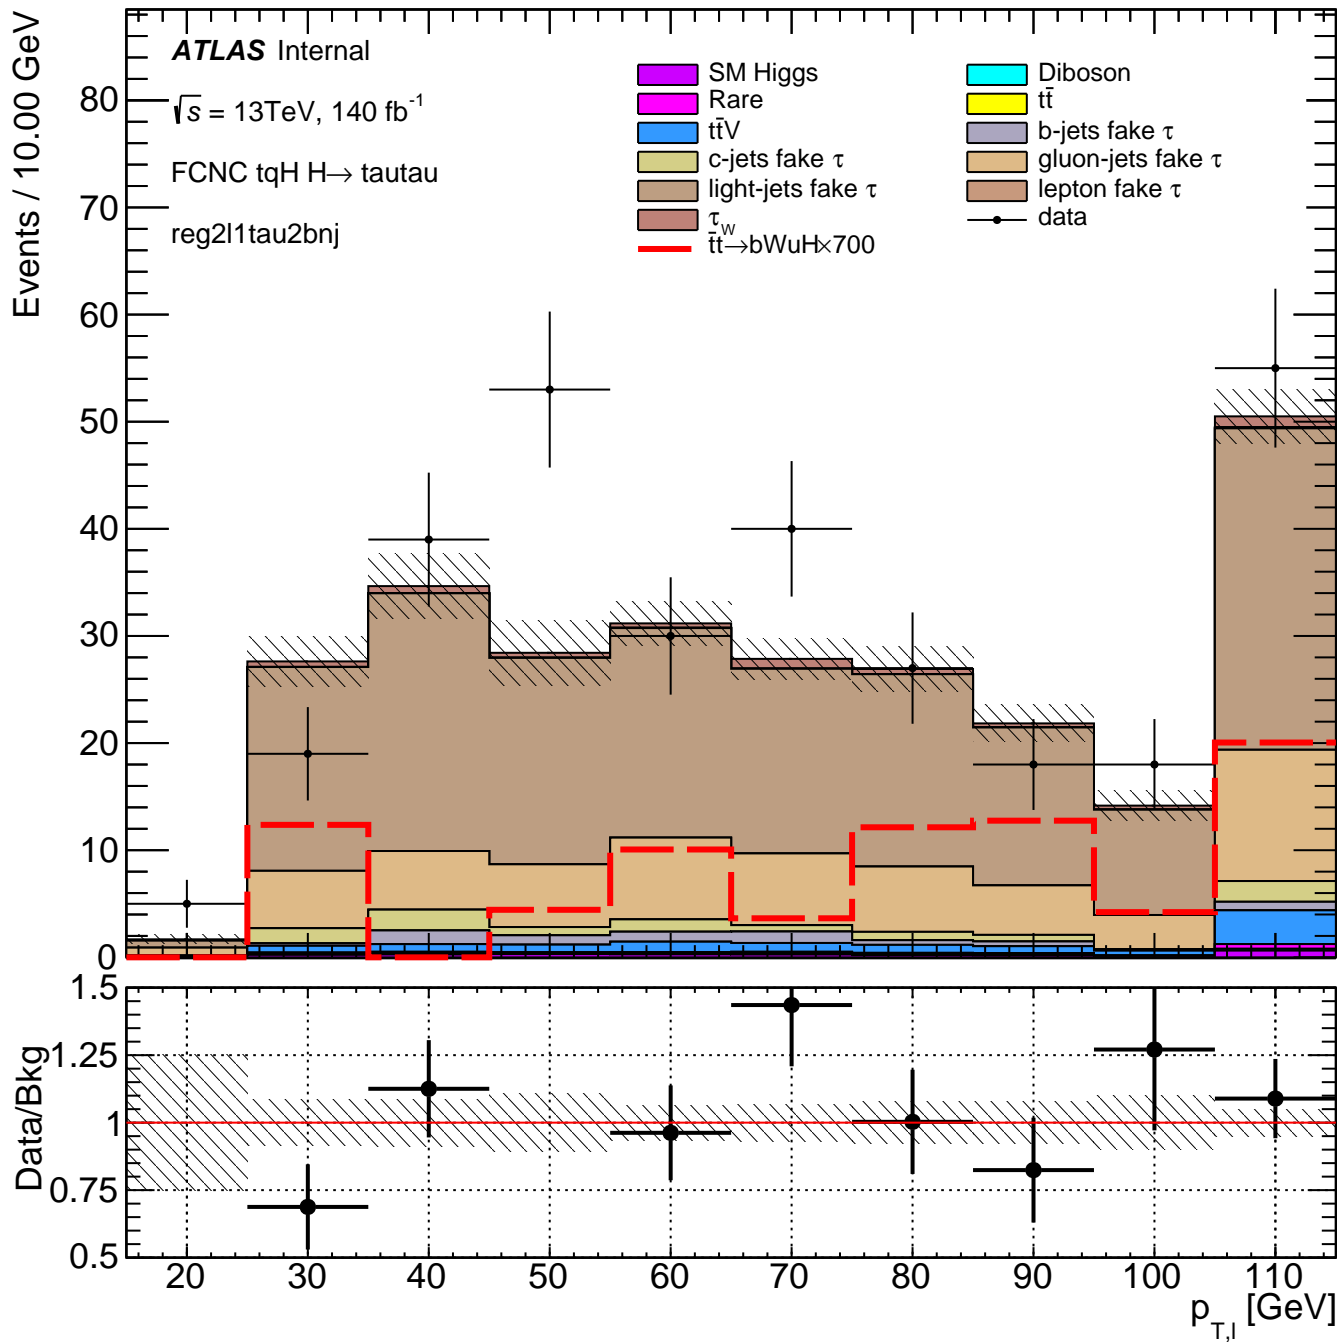 Events / 10.00 GeV
ATLAS Internal
√s = 13TeV, 140 fb⁻¹
FCNC tqH H→ tautau
reg2l1tau2bnj
SM Higgs
Rare
tt̄V
c-jets fake τ
light-jets fake τ
τ_W
t̄t→bWuH×700
Diboson
tt̄
b-jets fake τ
gluon-jets fake τ
lepton fake τ
data
80
70
60
50
40
30
20
10
0
Data/Bkg
1.5
1.25
1
0.75
0.5
20 30 40 50 60 70 80 90 100 110
p_T,l [GeV]